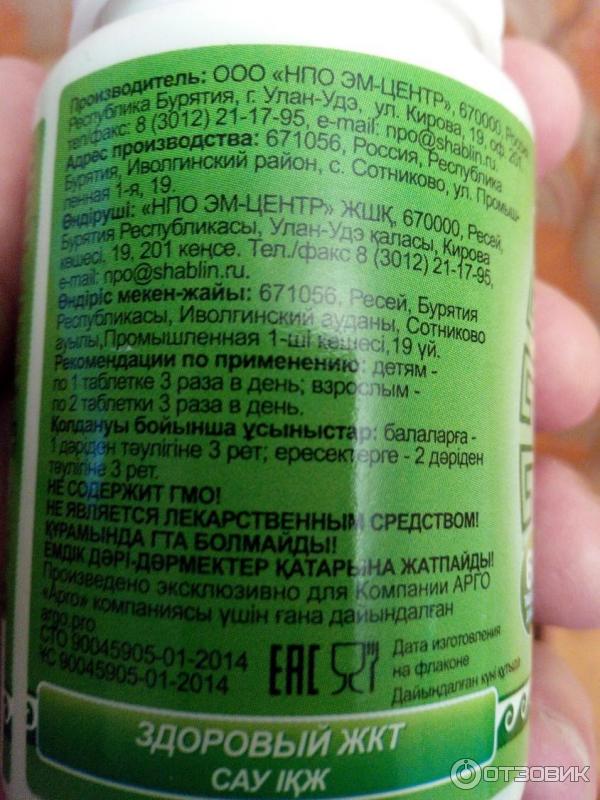 Производитель: ООО «НПО ЭМ-ЦЕНТР», 670000, Россия,
Республика Бурятия, г. Улан-Удэ, ул. Кирова, 19, оф. 201.
тел/факс: 8 (3012) 21-17-95, e-mail: npo@shablin.ru.
Адрес производства: 671056, Россия, Республика
Бурятия, Иволгинский район, с. Сотниково, ул. Промыш-
ленная 1-я, 19.
Өндіруші: «НПО ЭМ-ЦЕНТР» ЖШҚ, 670000, Ресей,
Бурятия Республикасы, Улан-Удэ қаласы, Кирова
көшесі, 19, 201 кеңсе. Тел./факс 8 (3012) 21-17-95,
e-mail: npo@shablin.ru.
Өндіріс мекен-жайы: 671056, Ресей, Бурятия
Республикасы, Иволгинский ауданы, Сотниково
ауылы,Промышленная 1-ші көшесі,19 үй.
Рекомендации по применению: детям -
по 1 таблетке 3 раза в день; взрослым -
по 2 таблетки 3 раза в день.
Қолдануы бойынша ұсыныстар: балаларға -
1 дәріден тәулігіне 3 рет; ересектерге - 2 дәріден
тәулігіне 3 рет.
НЕ СОДЕРЖИТ ГМО!
НЕ ЯВЛЯЕТСЯ ЛЕКАРСТВЕННЫМ СРЕДСТВОМ!
ҚҰРАМЫНДА ГТА БОЛМАЙДЫ!
ЕМДІК ДӘРІ-ДӘРМЕКТЕР ҚАТАРЫНА ЖАТПАЙДЫ!
Произведено эксклюзивно для Компании АРГО
«Арго» компаниясы үшін ғана дайындалған
argo.pro
СТО 90045905-01-2014
ҰС 90045905-01-2014
EAC
Дата изготовления
на флаконе
Дайындалған күні құтыда
ЗДОРОВЫЙ ЖКТ
САУ ІҚЖ
ОТЗОВИК